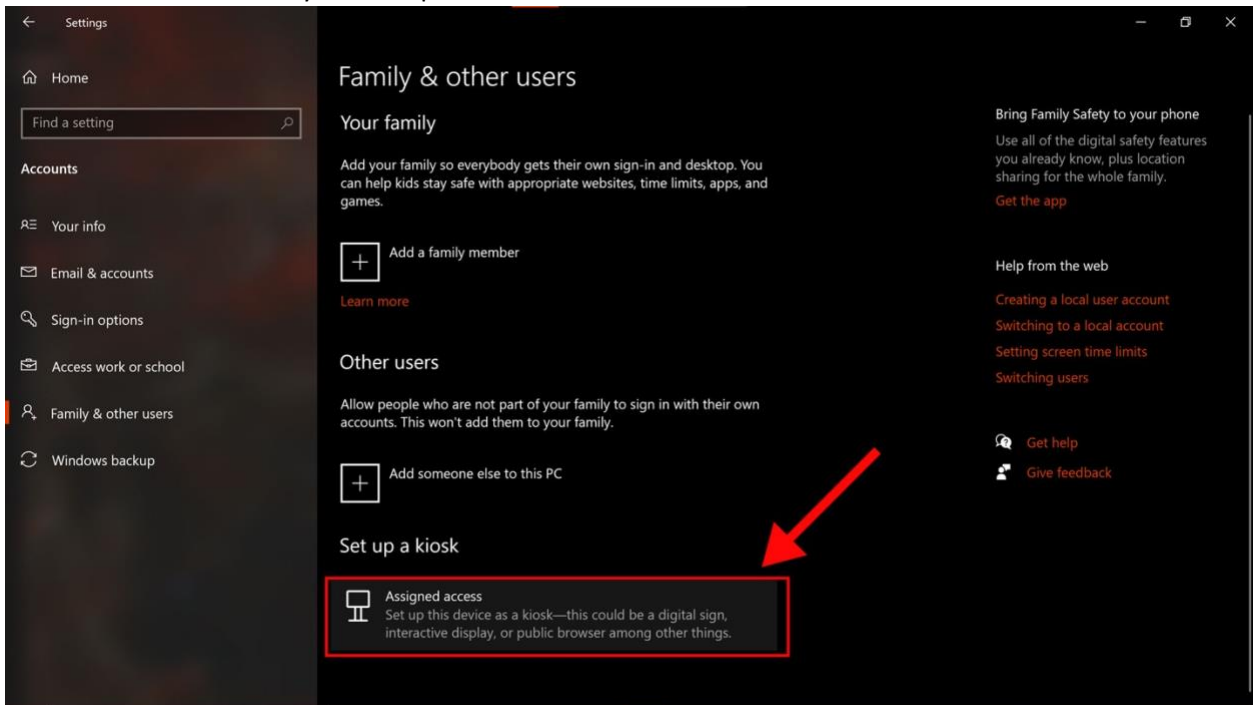 Settings
Home
Find a setting
Accounts
Your info
Email & accounts
Sign-in options
Access work or school
Family & other users
Windows backup
Family & other users
Your family
Add your family so everybody gets their own sign-in and desktop. You
can help kids stay safe with appropriate websites, time limits, apps, and
games.
Add a family member
Learn more
Other users
Allow people who are not part of your family to sign in with their own
accounts. This won't add them to your family.
Add someone else to this PC
Set up a kiosk
Assigned access
Set up this device as a kiosk—this could be a digital sign,
interactive display, or public browser among other things.
Bring Family Safety to your phone
Use all of the digital safety features
you already know, plus location
sharing for the whole family.
Get the app
Help from the web
Creating a local user account
Switching to a local account
Setting screen time limits
Switching users
Get help
Give feedback